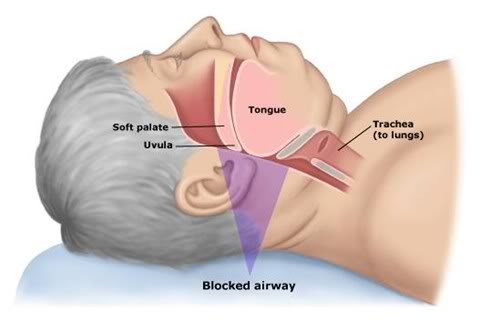 Tongue
Soft palate
Uvula
Trachea
(to lungs)
Blocked airway